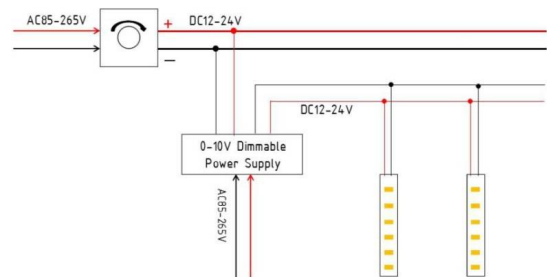 AC85-265V
+
DC12-24V
−
DC12-24V
0-10V Dimmable
Power Supply
AC85-265V